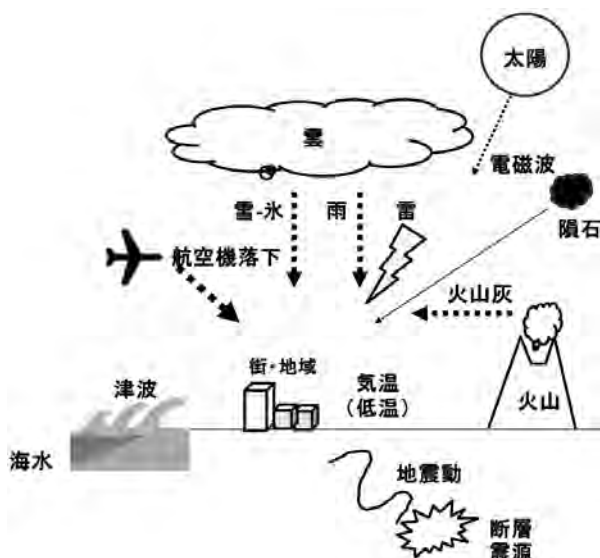 太陽
雲
電磁波
雪-氷
雨
雷
隕石
航空機落下
火山灰
街・地域
気温
(低温)
津波
火山
海水
地震動
断層
震源